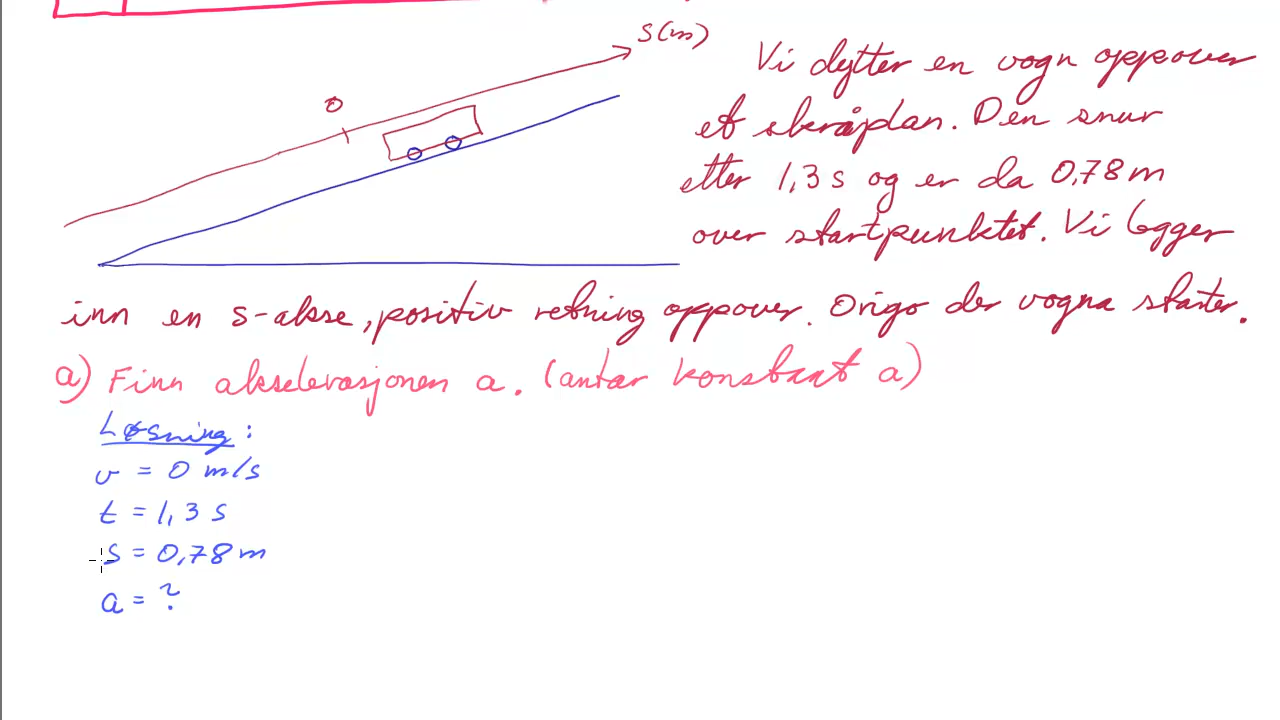 s(m)
0
Vi dytter en vogn oppover
et skråplan. Den snur
etter 1,3 s og er da 0,78 m
over startpunktet. Vi legger
inn en s-akse, positiv retning oppover. Origo der vogna starter.
a) Finn akselerasjonen a. (antar konstant a)
Løsning:
v = 0 m/s
t = 1,3 s
s = 0,78 m
a = ?